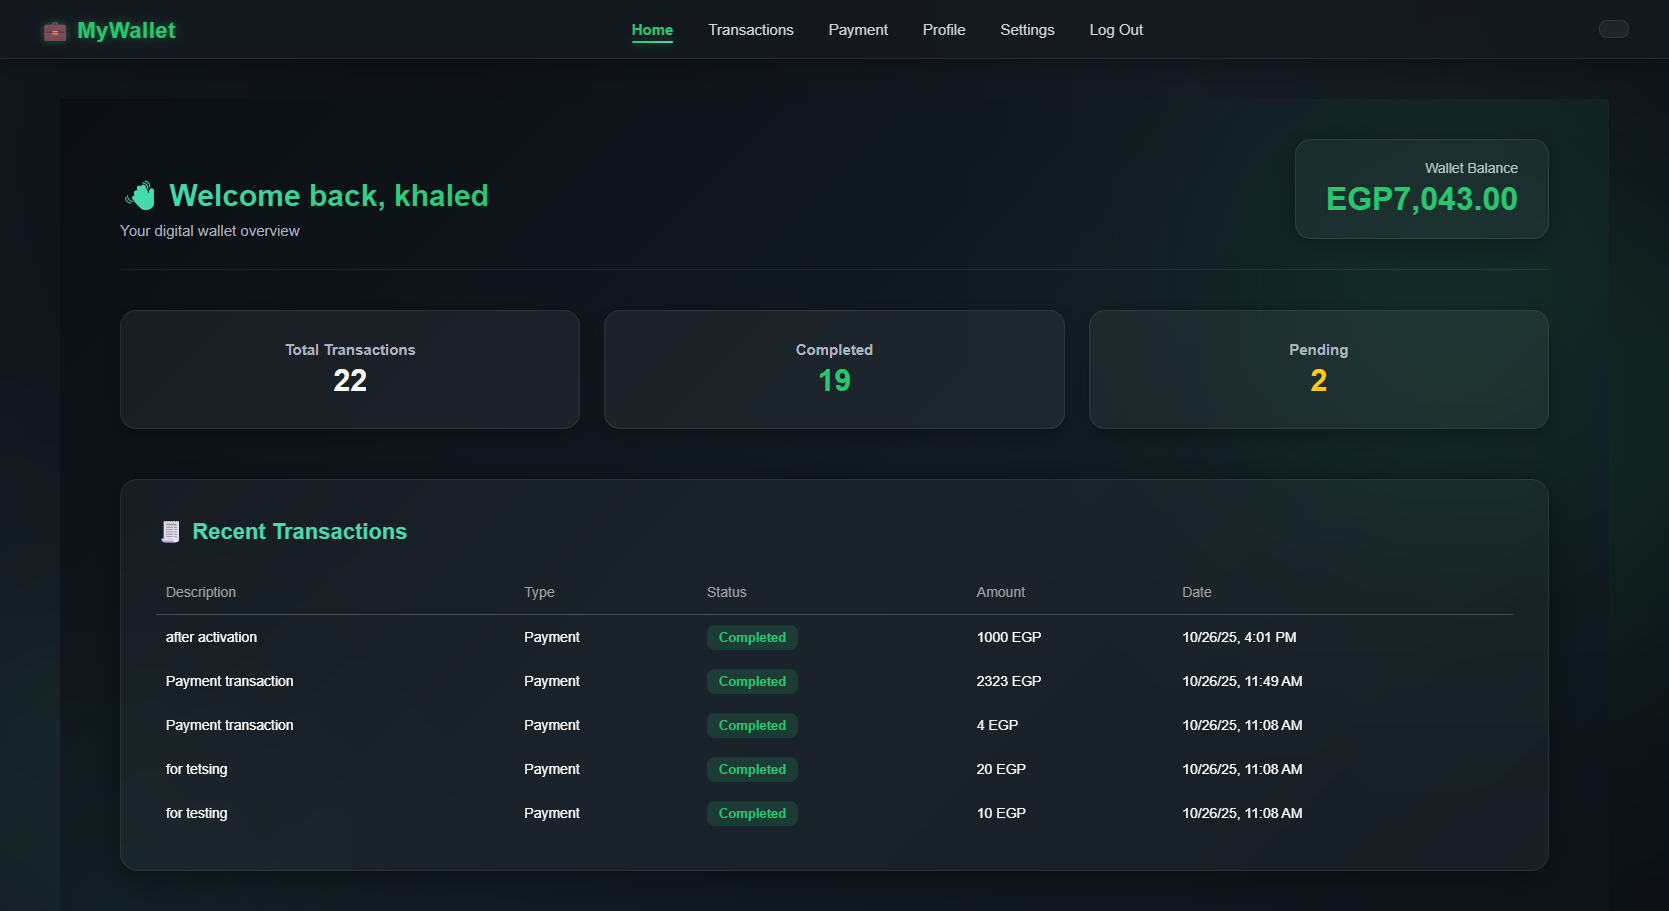 MyWallet
Home Transactions Payment Profile Settings Log Out
Welcome back, khaled
Your digital wallet overview
Wallet Balance
EGP7,043.00
Total Transactions
22
Completed
19
Pending
2
Recent Transactions
Description Type Status Amount Date
after activation Payment Completed 1000 EGP 10/26/25, 4:01 PM
Payment transaction Payment Completed 2323 EGP 10/26/25, 11:49 AM
Payment transaction Payment Completed 4 EGP 10/26/25, 11:08 AM
for tetsing Payment Completed 20 EGP 10/26/25, 11:08 AM
for testing Payment Completed 10 EGP 10/26/25, 11:08 AM